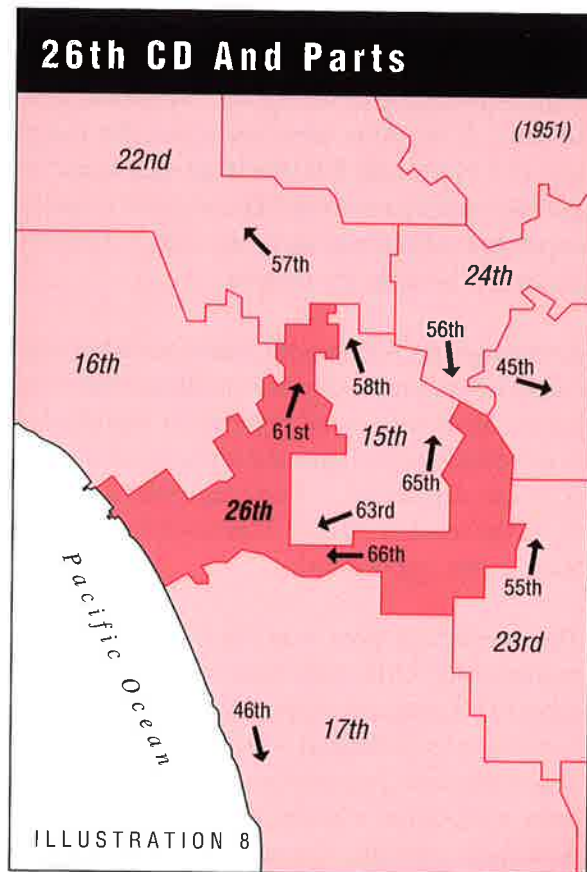 26th CD And Parts
(1951)
22nd
57th
24th
16th
56th
45th
58th
61st
15th
65th
26th
63rd
66th
55th
Pacific Ocean
23rd
46th
17th
ILLUSTRATION 8